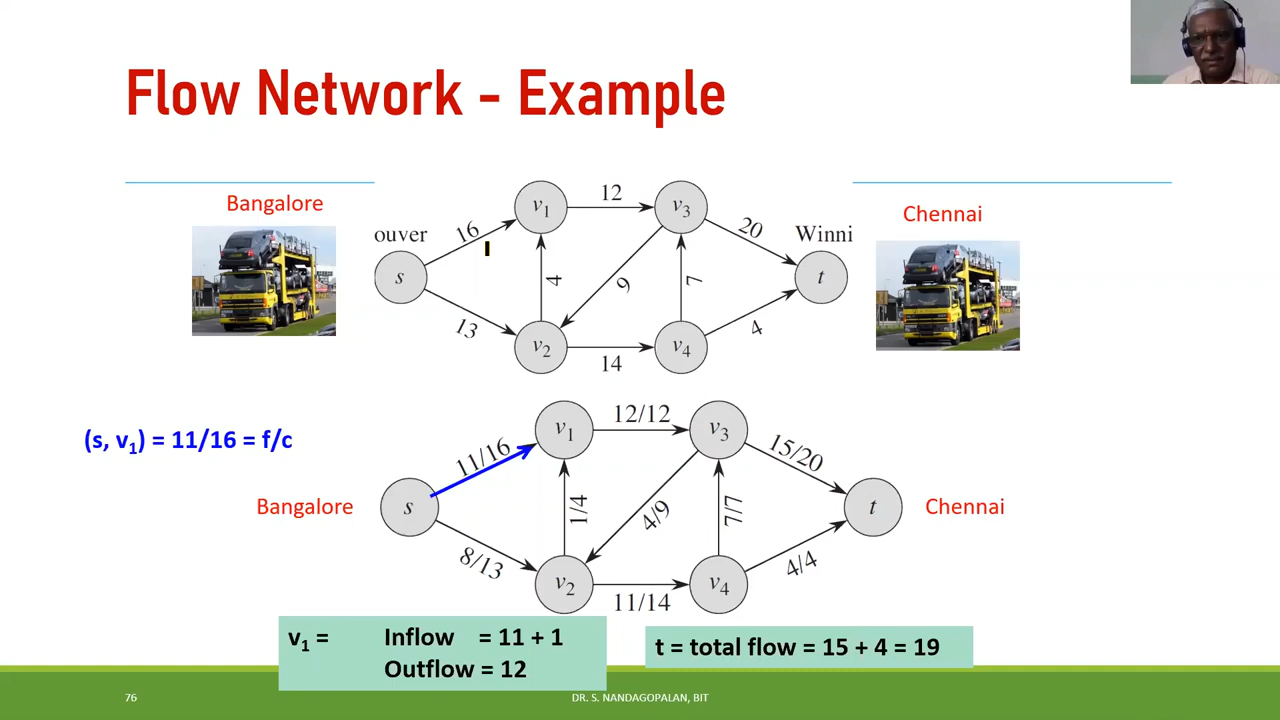 Flow Network - Example
Bangalore
Chennai
ouver
Winni
16
12
20
s
v1
v3
t
4
9
7
13
v2
14
v4
4
(s, v1) = 11/16 = f/c
Bangalore
Chennai
11/16
12/12
15/20
s
v1
v3
t
1/4
4/9
7/7
8/13
v2
11/14
v4
4/4
v1 = Inflow = 11 + 1
Outflow = 12
t = total flow = 15 + 4 = 19
76
DR. S. NANDAGOPALAN, BIT